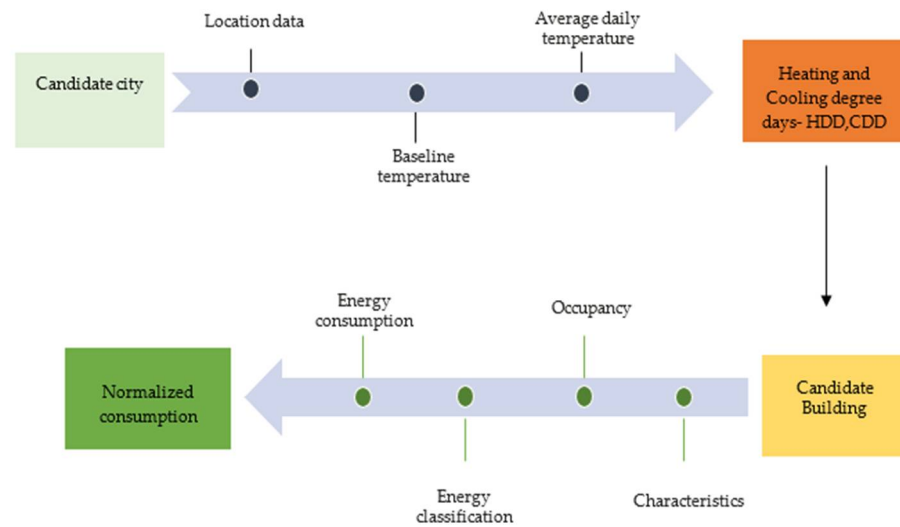 Location data
Average daily
temperature
Candidate city
Heating and
Cooling degree
days- HDD,CDD
Baseline
temperature
Energy
consumption
Occupancy
Normalized
consumption
Candidate
Building
Energy
classification
Characteristics